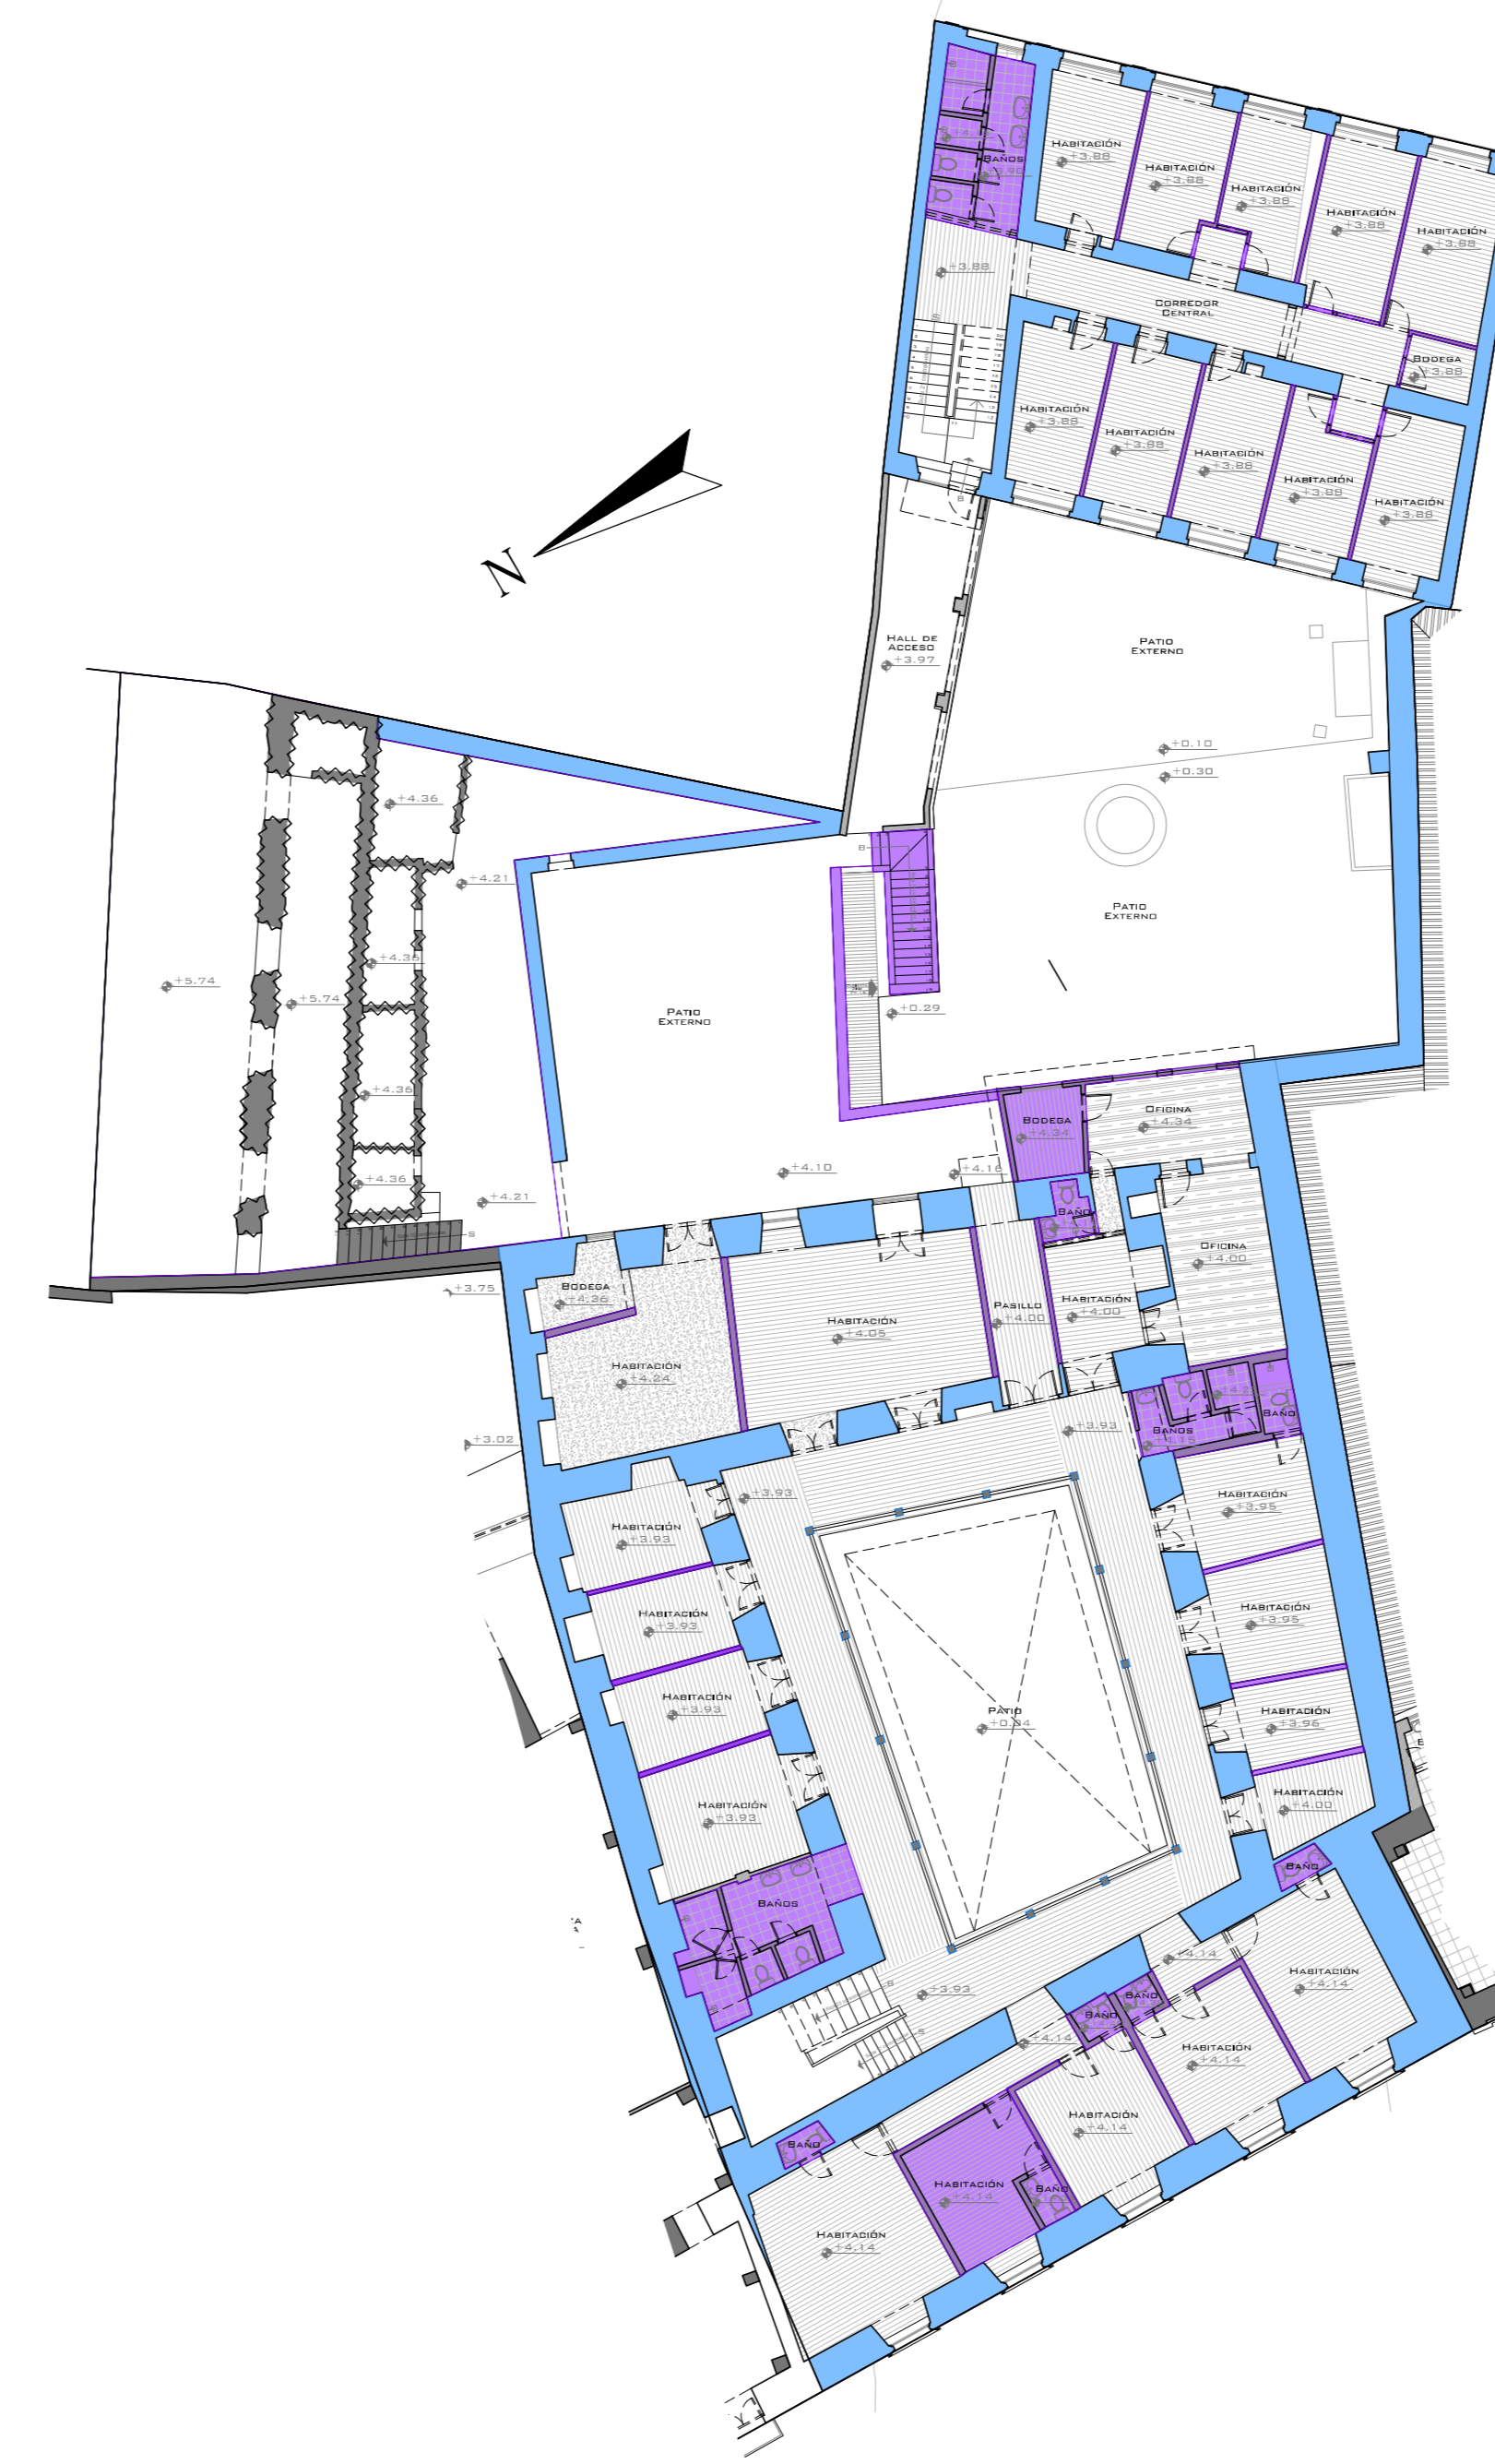 BAÑOS
HABITACIÓN
+3.88
HABITACIÓN
+3.88
HABITACIÓN
+3.88
HABITACIÓN
+3.88
HABITACIÓN
+3.88
+3.88
CORREDOR
CENTRAL
BODEGA
+3.88
S
HABITACIÓN
+3.88
HABITACIÓN
+3.88
HABITACIÓN
+3.88
HABITACIÓN
+3.88
HABITACIÓN
+3.88
B
N
HALL DE
ACCESO
+3.97
PATIO
EXTERNO
+0.10
+0.30
+4.36
B
+4.21
PATIO
EXTERNO
+4.36
+5.74
+5.74
PATIO
EXTERNO
+0.29
+4.36
BODEGA
+4.34
OFICINA
+4.34
+4.10
+4.16
+4.36
+4.21
BAÑO
S
OFICINA
+4.00
+3.75
BODEGA
+4.36
HABITACIÓN
+4.05
PASILLO
+4.00
HABITACIÓN
+4.00
HABITACIÓN
+4.24
BAÑO
BAÑOS
+4.15
+3.93
+3.02
+3.93
HABITACIÓN
+3.95
HABITACIÓN
+3.93
HABITACIÓN
+3.93
HABITACIÓN
+3.95
HABITACIÓN
+3.93
PATIO
+0.04
HABITACIÓN
+3.96
HABITACIÓN
+3.93
HABITACIÓN
+4.00
BAÑO
BAÑOS
+4.14
HABITACIÓN
+4.14
B
+3.93
BAÑO
BAÑO
S
+4.14
HABITACIÓN
+4.14
HABITACIÓN
+4.14
BAÑO
HABITACIÓN
+4.14
BAÑO
HABITACIÓN
+4.14